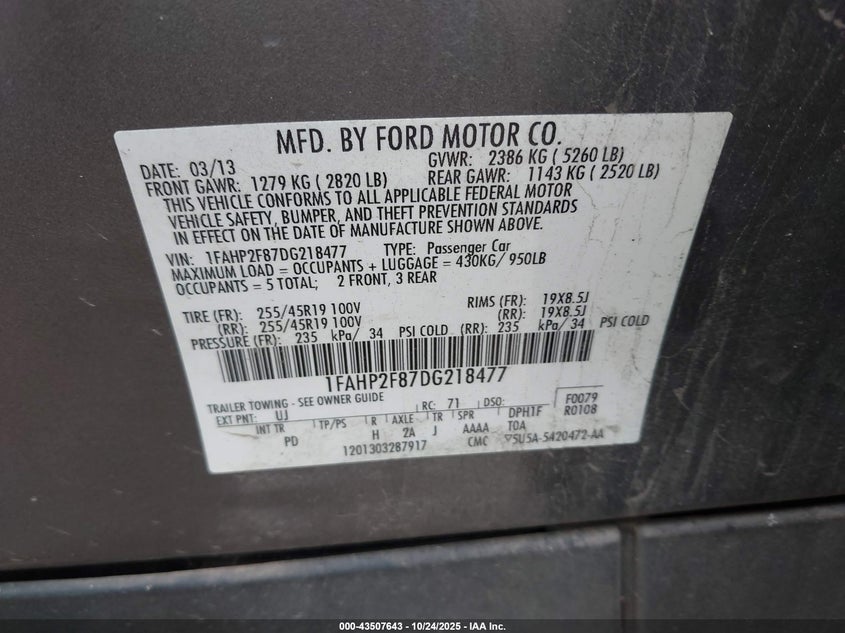 MFD. BY FORD MOTOR CO.
DATE: 03/13 GVWR: 2386 KG ( 5260 LB)
FRONT GAWR: 1279 KG ( 2820 LB) REAR GAWR: 1143 KG ( 2520 LB)
THIS VEHICLE CONFORMS TO ALL APPLICABLE FEDERAL MOTOR
VEHICLE SAFETY, BUMPER, AND THEFT PREVENTION STANDARDS
IN EFFECT ON THE DATE OF MANUFACTURE SHOWN ABOVE.
VIN: 1FAHP2F87DG218477 TYPE: Passenger Car
MAXIMUM LOAD = OCCUPANTS + LUGGAGE = 430KG/ 950LB
OCCUPANTS = 5 TOTAL; 2 FRONT, 3 REAR
TIRE (FR): 255/45R19 100V RIMS (FR): 19X8.5J
(RR): 255/45R19 100V (RR): 19X8.5J
PRESSURE (FR): 235 kPa/ 34 PSI COLD (RR): 235 kPa/ 34 PSI COLD
1FAHP2F87DG218477
TRAILER TOWING - SEE OWNER GUIDE
EXT PNT: UJ RC: 71 DSO: F0079
R0108
INT TR TP/PS R AXLE TR SPR DPH1F
PD H 2A J AAAA TOA
1201303287917 CMC 5U5A-5420472-AA
000-43507643 - 10/24/2025 - IAA Inc.